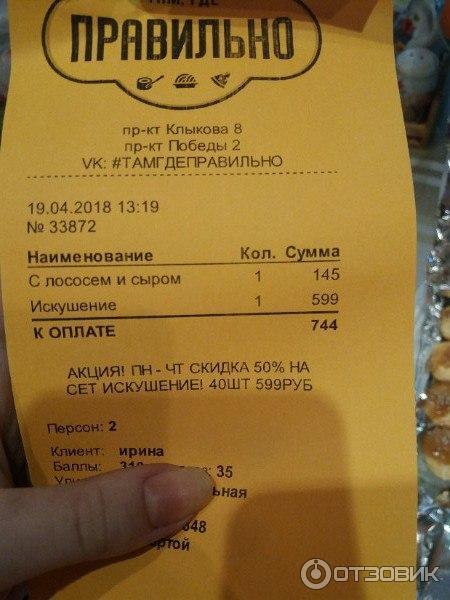 ТАМ, ГДЕ
ПРАВИЛЬНО
пр-кт Клыкова 8
пр-кт Победы 2
VK: #ТАМГДЕПРАВИЛЬНО
19.04.2018 13:19
№ 33872
Наименование Кол. Сумма
С лососем и сыром 1 145
Искушение 1 599
К ОПЛАТЕ 744
АКЦИЯ! ПН - ЧТ СКИДКА 50% НА
СЕТ ИСКУШЕНИЕ! 40ШТ 599РУБ
Персон: 2
Клиент: ирина
Баллы: 35
ОТЗОВИК